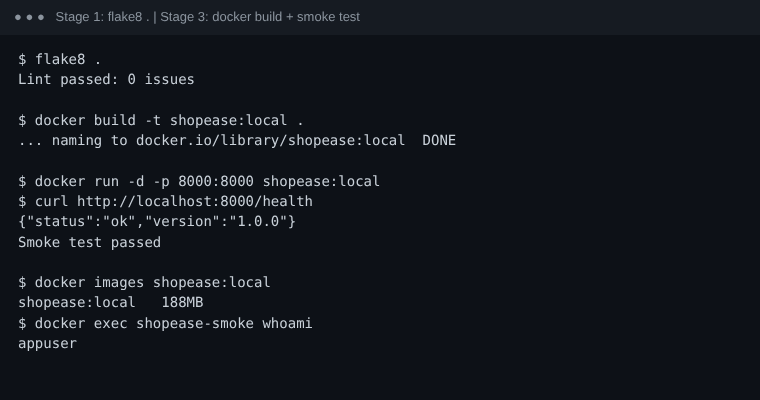 Stage 1: flake8 . | Stage 3: docker build + smoke test
$ flake8 .
Lint passed: 0 issues
$ docker build -t shopease:local .
... naming to docker.io/library/shopease:local  DONE
$ docker run -d -p 8000:8000 shopease:local
$ curl http://localhost:8000/health
{"status":"ok","version":"1.0.0"}
Smoke test passed
$ docker images shopease:local
shopease:local   188MB
$ docker exec shopease-smoke whoami
appuser